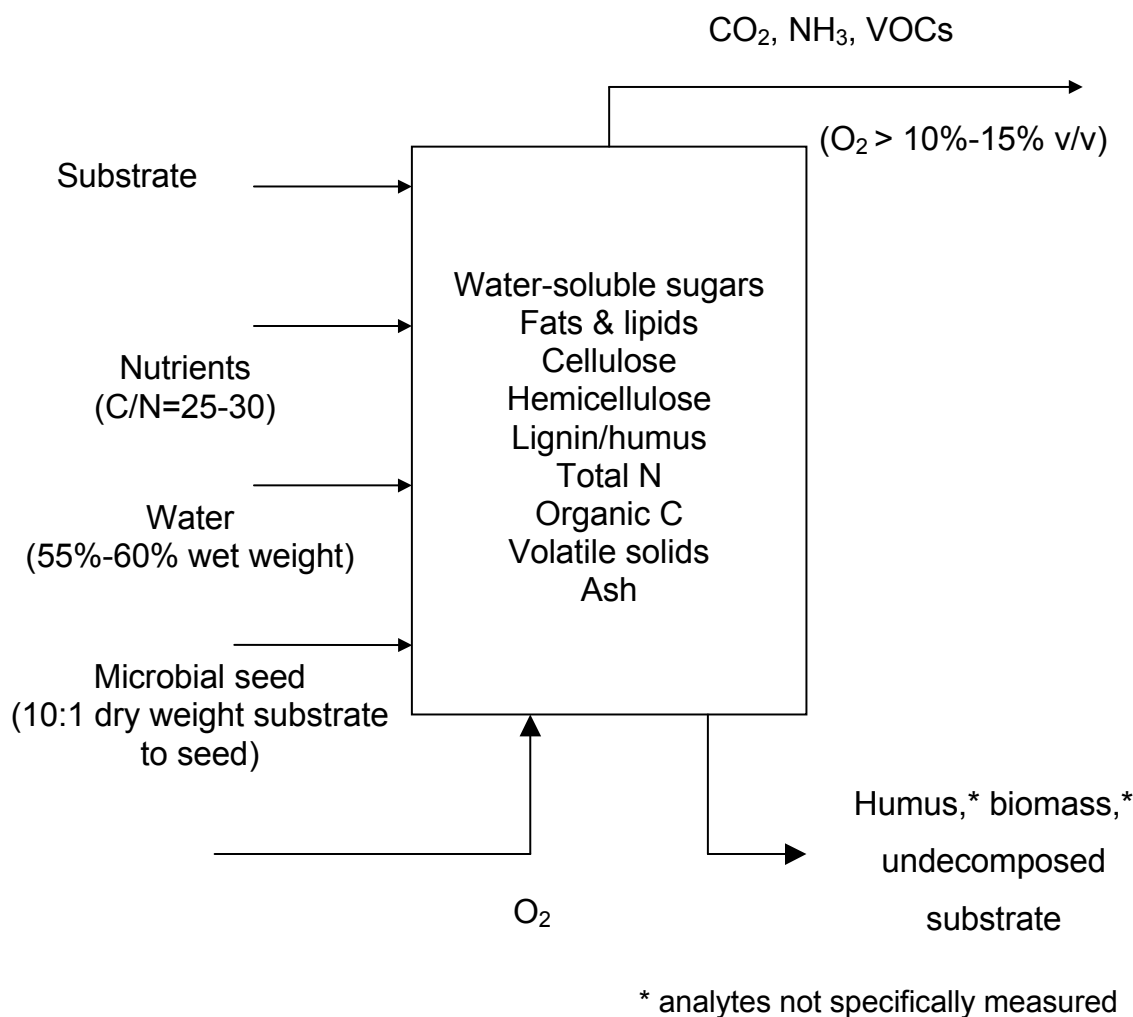 CO₂, NH₃, VOCs
(O₂ > 10%-15% v/v)
Substrate
Nutrients
(C/N=25-30)
Water
(55%-60% wet weight)
Microbial seed
(10:1 dry weight substrate
to seed)
Water-soluble sugars
Fats & lipids
Cellulose
Hemicellulose
Lignin/humus
Total N
Organic C
Volatile solids
Ash
O₂
Humus,* biomass,*
undecomposed
substrate
* analytes not specifically measured